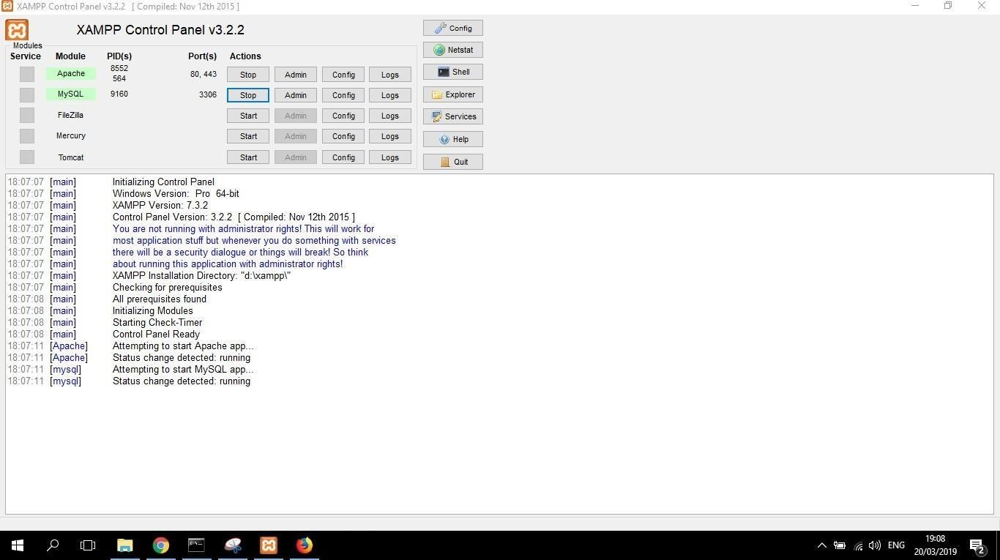 XAMPP Control Panel v3.2.2 [ Compiled: Nov 12th 2015 ]
XAMPP Control Panel v3.2.2
Config
Modules
Service Module PID(s) Port(s) Actions
Netstat
Apache 8552 564 80, 443 Stop Admin Config Logs
Shell
MySQL 9160 3306 Stop Admin Config Logs
Explorer
FileZilla Start Admin Config Logs
Services
Mercury Start Admin Config Logs
Help
Tomcat Start Admin Config Logs
Quit
18:07:07 [main] Initializing Control Panel
18:07:07 [main] Windows Version: Pro 64-bit
18:07:07 [main] XAMPP Version: 7.3.2
18:07:07 [main] Control Panel Version: 3.2.2 [ Compiled: Nov 12th 2015 ]
18:07:07 [main] You are not running with administrator rights! This will work for
18:07:07 [main] most application stuff but whenever you do something with services
18:07:07 [main] there will be a security dialogue or things will break! So think
18:07:07 [main] about running this application with administrator rights!
18:07:07 [main] XAMPP Installation Directory: "d:\xampp\"
18:07:07 [main] Checking for prerequisites
18:07:08 [main] All prerequisites found
18:07:08 [main] Initializing Modules
18:07:08 [main] Starting Check-Timer
18:07:08 [main] Control Panel Ready
18:07:11 [Apache] Attempting to start Apache app...
18:07:11 [Apache] Status change detected: running
18:07:11 [mysql] Attempting to start MySQL app...
18:07:11 [mysql] Status change detected: running
ENG
19:08
20/03/2019
2